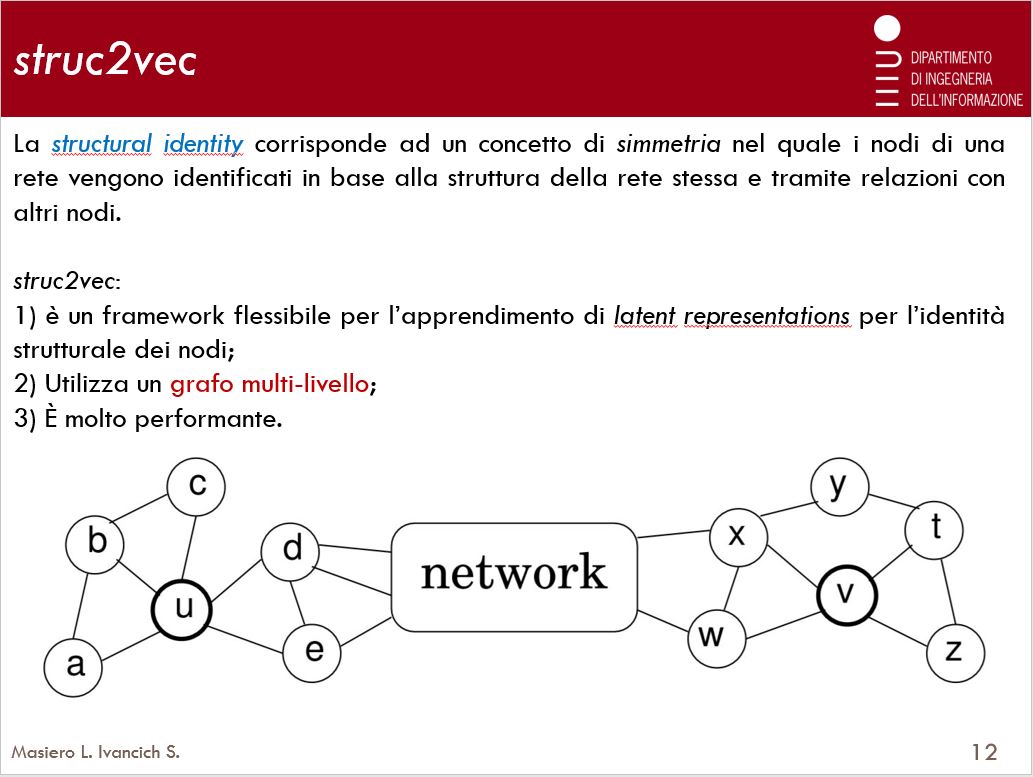 struc2vec
DIPARTIMENTO
DI INGEGNERIA
DELL'INFORMAZIONE
La structural identity corrisponde ad un concetto di simmetria nel quale i nodi di una
rete vengono identificati in base alla struttura della rete stessa e tramite relazioni con
altri nodi.
struc2vec:
1) è un framework flessibile per l'apprendimento di latent representations per l'identità
strutturale dei nodi;
2) Utilizza un grafo multi-livello;
3) È molto performante.
c
y
b
d
x
t
network
u
v
a
e
w
z
Masiero L. Ivancich S.
12